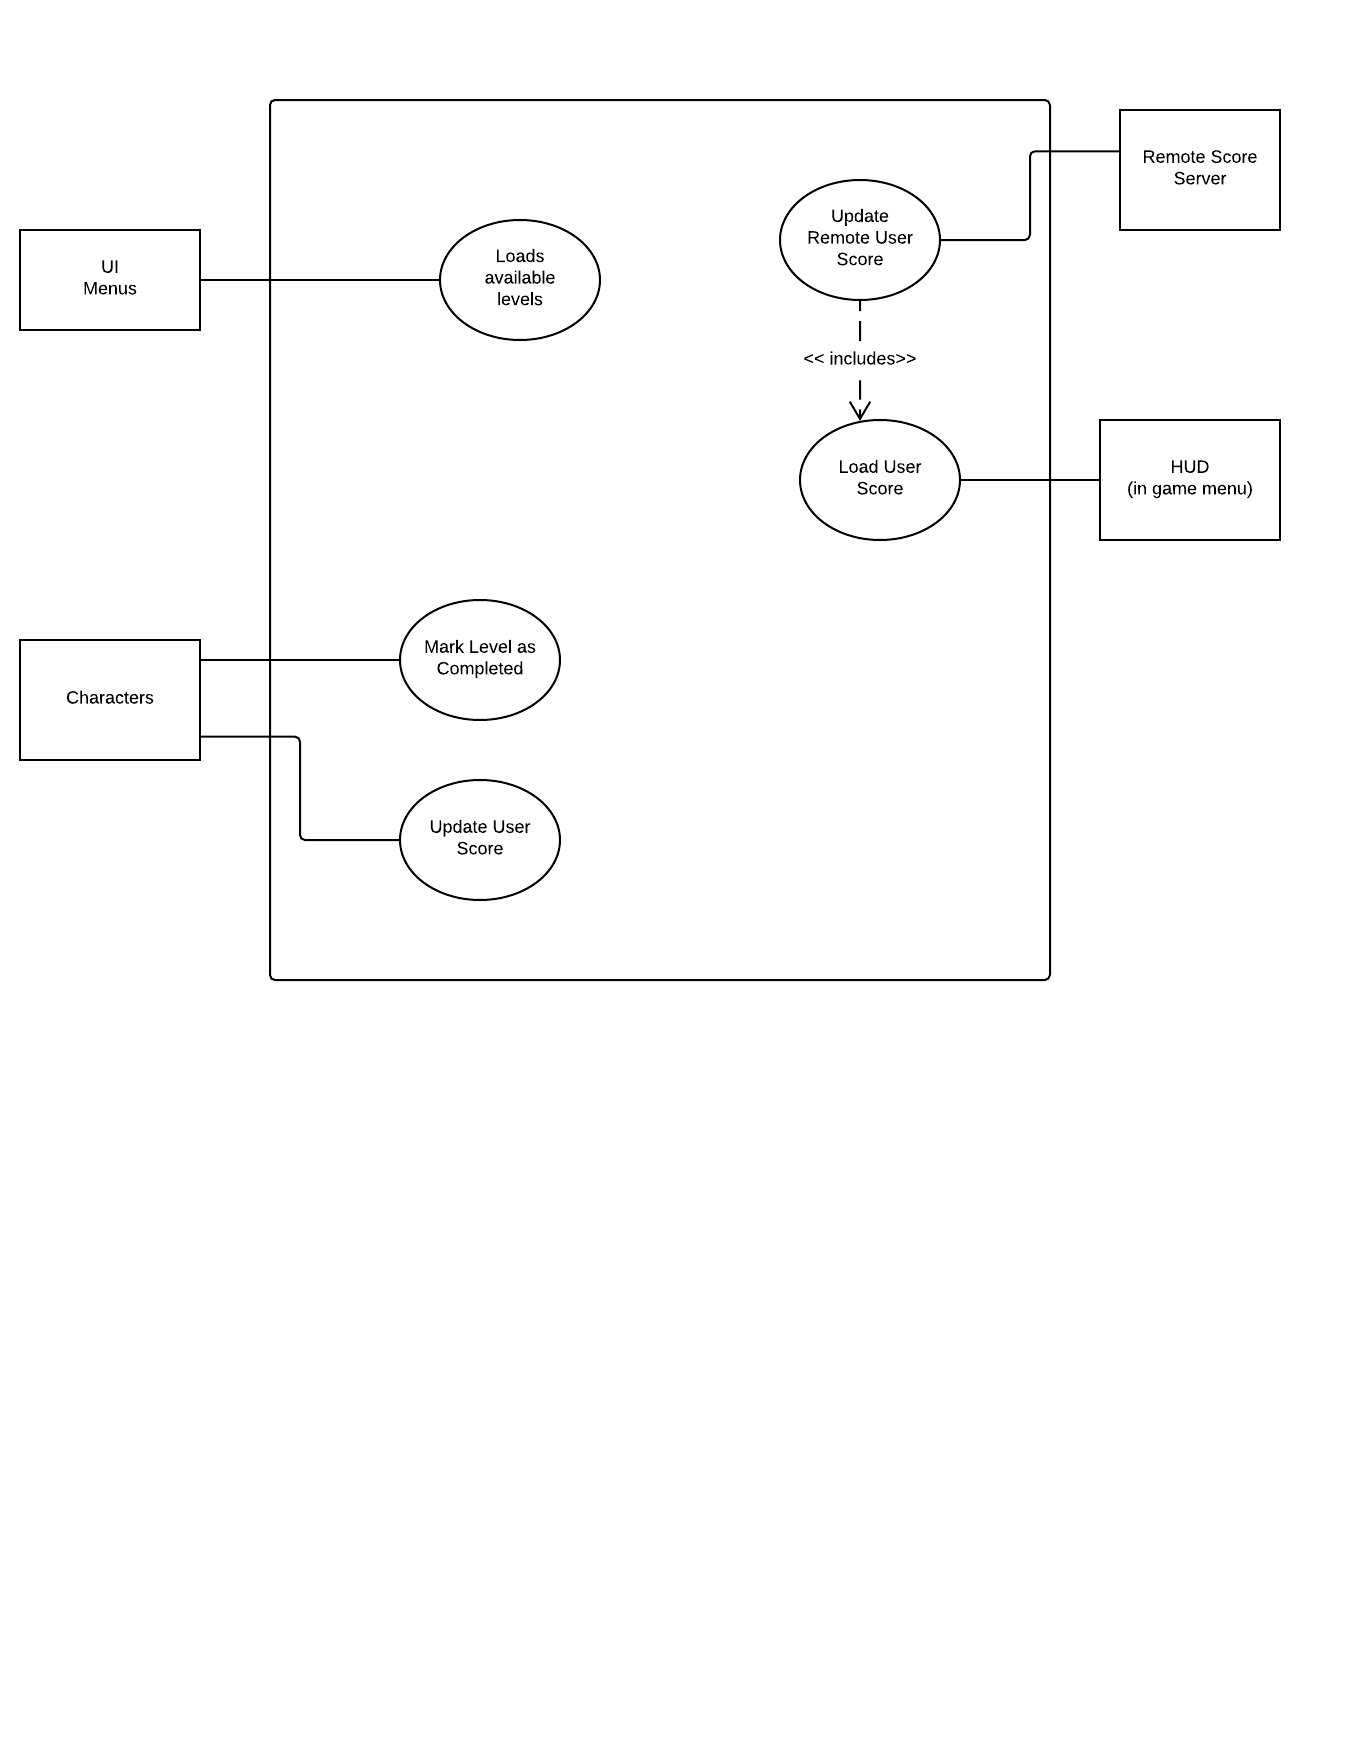 Remote Score
Server
Update
Remote User
Score
UI
Menus
Loads
available
levels
<< includes>>
Load User
Score
HUD
(in game menu)
Mark Level as
Completed
Characters
Update User
Score